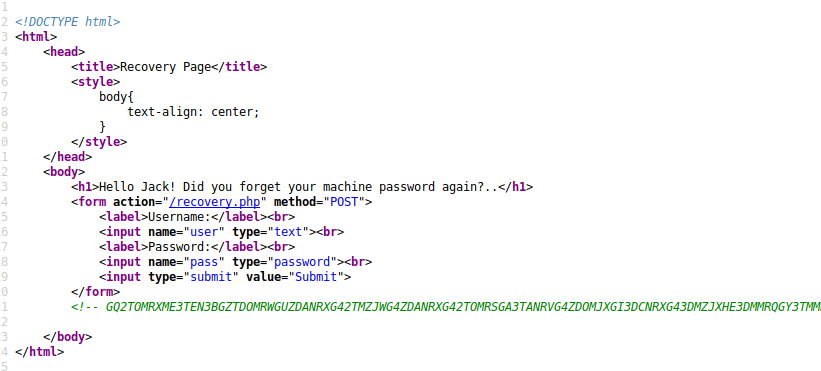 1
2 <!DOCTYPE html>
3 <html>
4     <head>
5         <title>Recovery Page</title>
6         <style>
7             body{
8                 text-align: center;
9             }
0         </style>
1     </head>
2     <body>
3         <h1>Hello Jack! Did you forget your machine password again?..</h1>
4         <form action="/recovery.php" method="POST">
5             <label>Username:</label><br>
6             <input name="user" type="text"><br>
7             <label>Password:</label><br>
8             <input name="pass" type="password"><br>
9             <input type="submit" value="Submit">
0         </form>
1         <!-- GQ2TOMRXME3TEN3BGZTDOMRWGUZDANRXG42TMZJWG4ZDANRXG42TOMRSGA3TANRVG4ZDOMJXGI3DCNRXG43DMZJXHE3DMMRQGY3TMM
2
3     </body>
4 </html>
5